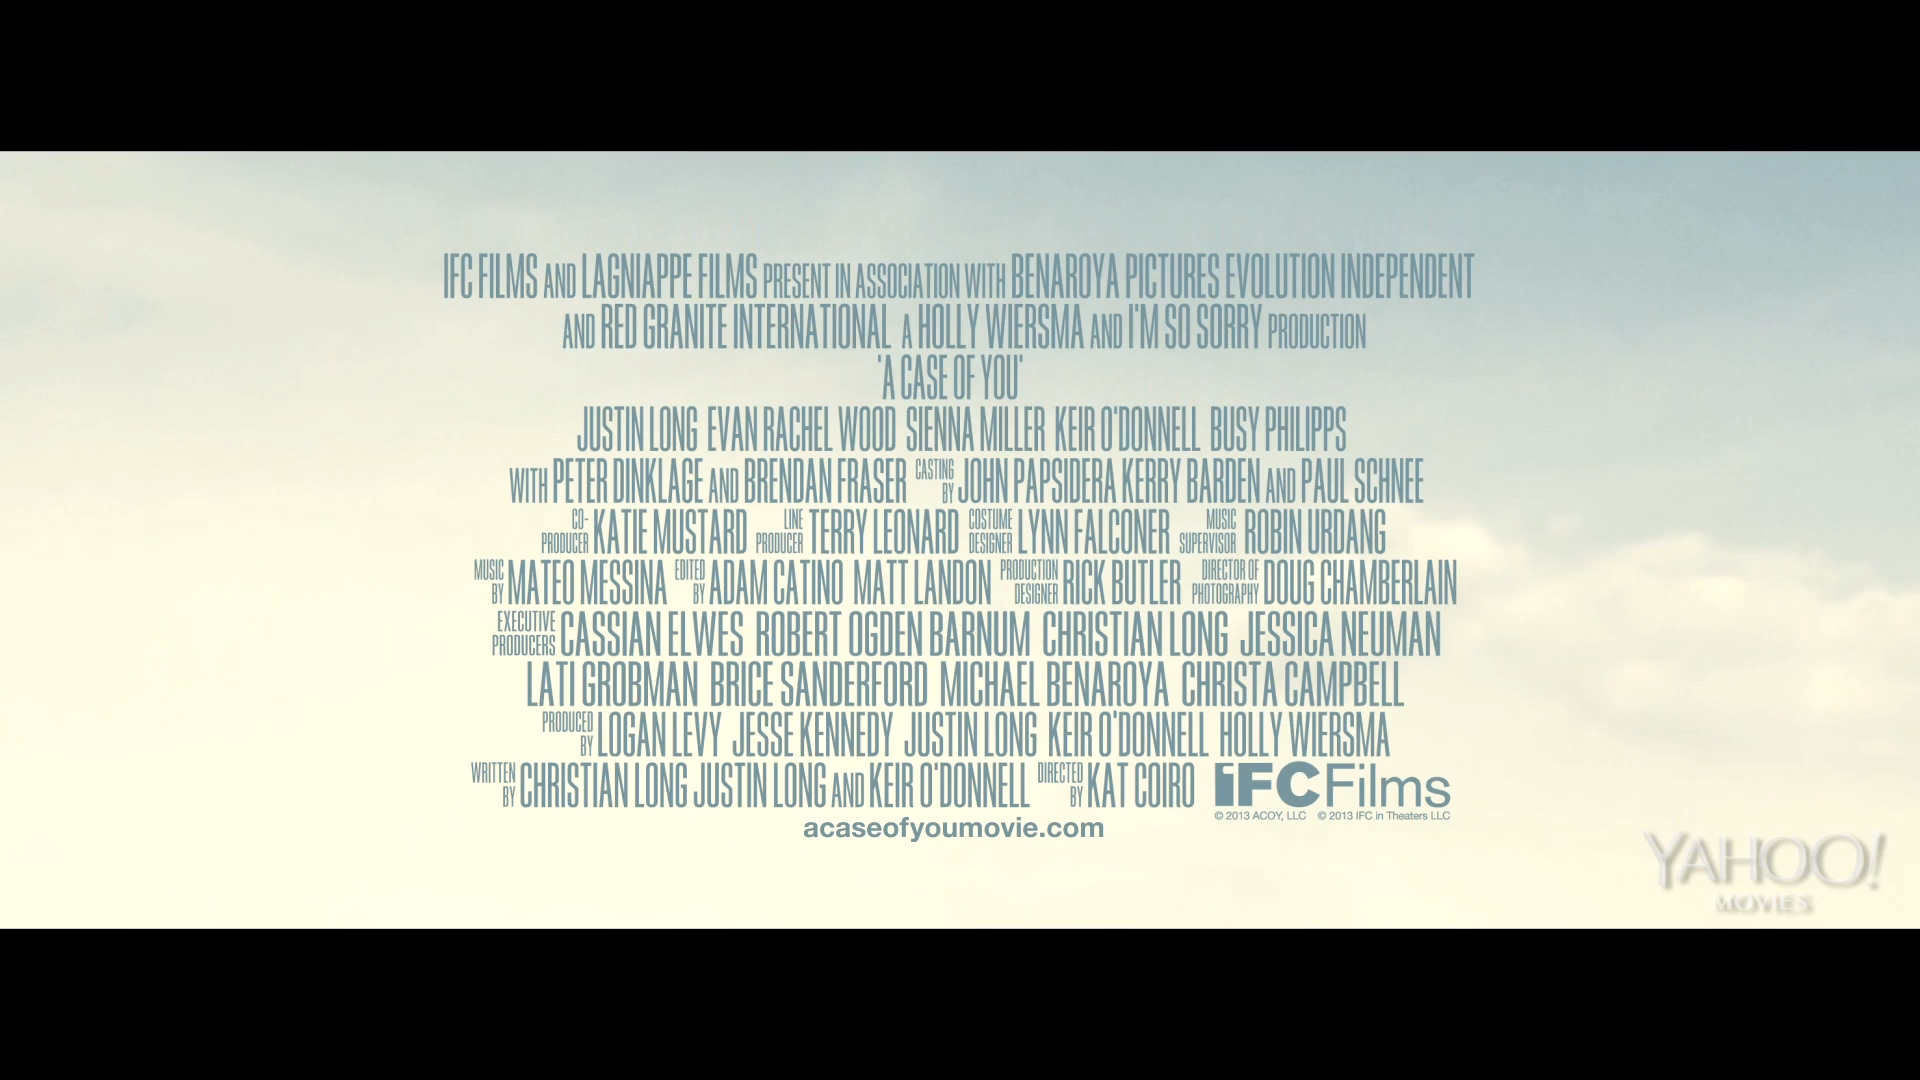 IFC FILMS AND LAGNIAPPE FILMS PRESENT IN ASSOCIATION WITH BENAROYA PICTURES EVOLUTION INDEPENDENT
AND RED GRANITE INTERNATIONAL A HOLLY WIERSMA AND I'M SO SORRY PRODUCTION
'A CASE OF YOU'
JUSTIN LONG EVAN RACHEL WOOD SIENNA MILLER KEIR O'DONNELL BUSY PHILIPPS
WITH PETER DINKLAGE AND BRENDAN FRASER CASTING BY JOHN PAPSIDERA KERRY BARDEN AND PAUL SCHNEE
CO-PRODUCER KATIE MUSTARD LINE PRODUCER TERRY LEONARD COSTUME DESIGNER LYNN FALCONER MUSIC SUPERVISOR ROBIN URDANG
MUSIC BY MATEO MESSINA EDITED BY ADAM CATINO MATT LANDON PRODUCTION DESIGNER RICK BUTLER DIRECTOR OF PHOTOGRAPHY DOUG CHAMBERLAIN
EXECUTIVE PRODUCERS CASSIAN ELWES ROBERT OGDEN BARNUM CHRISTIAN LONG JESSICA NEUMAN
LATI GROBMAN BRICE SANDERFORD MICHAEL BENAROYA CHRISTA CAMPBELL
PRODUCED BY LOGAN LEVY JESSE KENNEDY JUSTIN LONG KEIR O'DONNELL HOLLY WIERSMA
WRITTEN BY CHRISTIAN LONG JUSTIN LONG AND KEIR O'DONNELL DIRECTED BY KAT COIRO IFC Films
© 2013 ACOY, LLC © 2013 IFC in Theaters LLC
acaseofyoumovie.com
YAHOO!
MOVIES